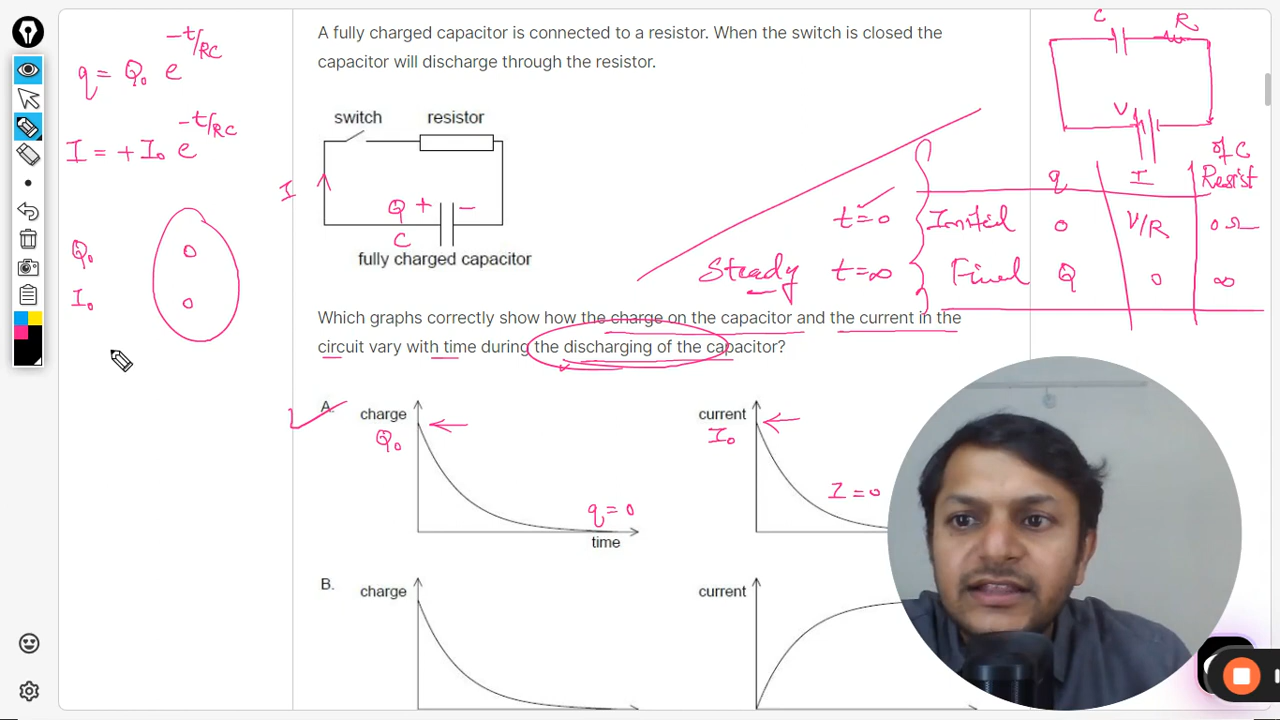 A fully charged capacitor is connected to a resistor. When the switch is closed the
capacitor will discharge through the resistor.
q = Q₀ e^(-t/RC)
I = + I₀ e^(-t/RC)
Q₀ 0
I₀ 0
switch resistor
I
Q + −
C
fully charged capacitor
C R
V
q I of C Resist
t=0 Initial 0 V/R 0Ω
Steady t=∞ Final Q 0 ∞
Which graphs correctly show how the charge on the capacitor and the current in the
circuit vary with time during the discharging of the capacitor?
A. charge Q₀ q=0 time
current I₀ I=0
B. charge
current